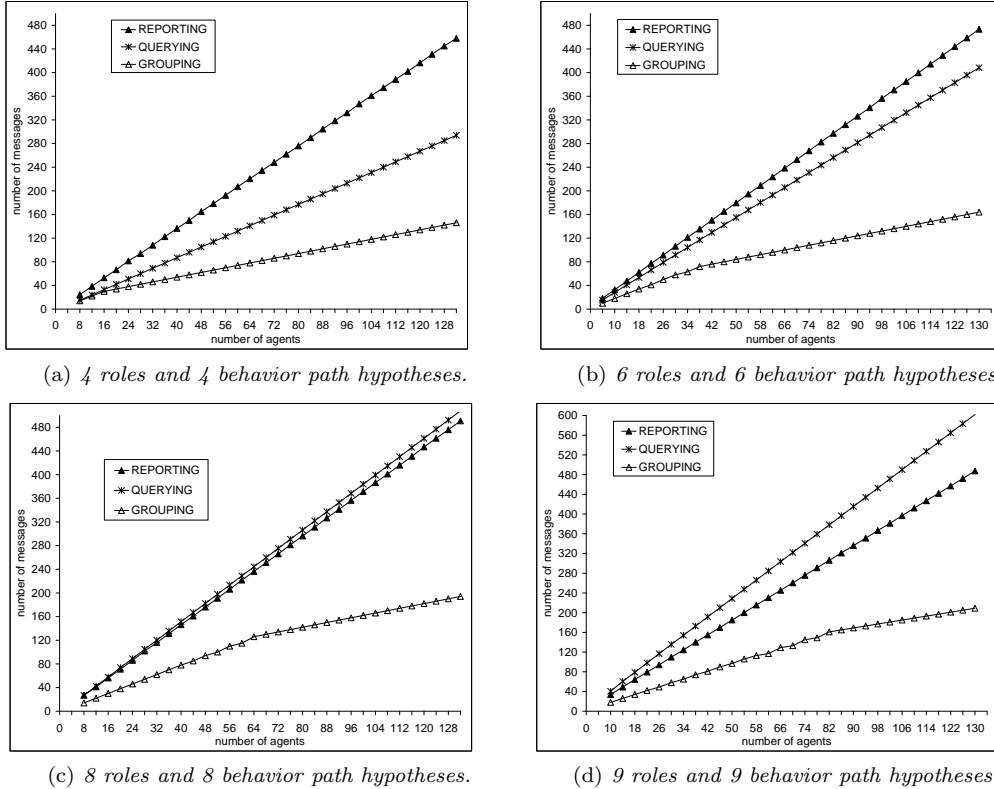 480
440
400
360
320
280
240
200
160
120
80
40
0
number of messages
REPORTING
QUERYING
GROUPING
0 8 16 24 32 40 48 56 64 72 80 88 96 104 112 120 128
number of agents
(a) 4 roles and 4 behavior path hypotheses.
480
440
400
360
320
280
240
200
160
120
80
40
0
number of messages
REPORTING
QUERYING
GROUPING
0 10 18 26 34 42 50 58 66 74 82 90 98 106 114 122 130
number of agents
(b) 6 roles and 6 behavior path hypotheses
480
440
400
360
320
280
240
200
160
120
80
40
0
number of messages
REPORTING
QUERYING
GROUPING
0 8 16 24 32 40 48 56 64 72 80 88 96 104 112 120 128
number of agents
(c) 8 roles and 8 behavior path hypotheses.
600
560
520
480
440
400
360
320
280
240
200
160
120
80
40
0
number of messages
REPORTING
QUERYING
GROUPING
0 10 18 26 34 42 50 58 66 74 82 90 98 106 114 122 130
number of agents
(d) 9 roles and 9 behavior path hypotheses